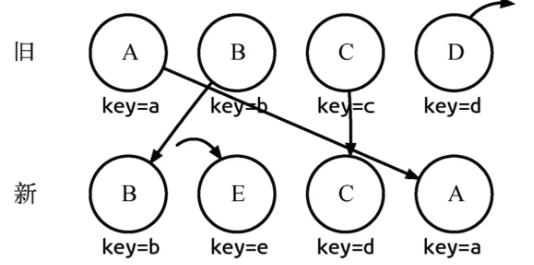 旧 A B C D
key=a key=b key=c key=d
新 B E C A
key=b key=e key=d key=a